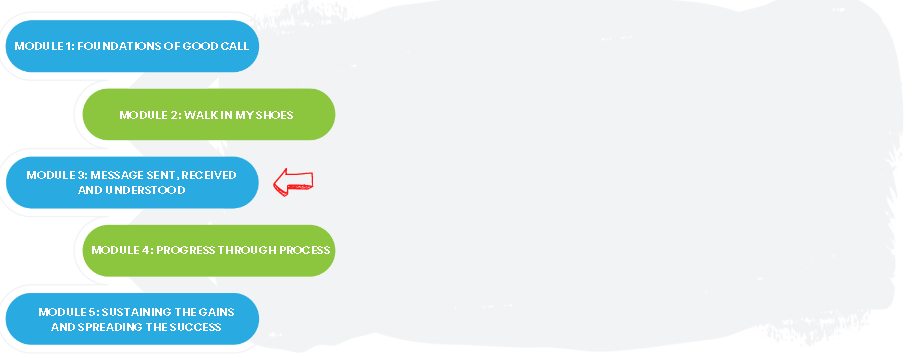 MODULE 1: FOUNDATIONS OF GOOD CALL
MODULE 2: WALK IN MY SHOES
MODULE 3: MESSAGE SENT, RECEIVED
AND UNDERSTOOD
MODULE 4: PROGRESS THROUGH PROCESS
MODULE 5: SUSTAINING THE GAINS
AND SPREADING THE SUCCESS